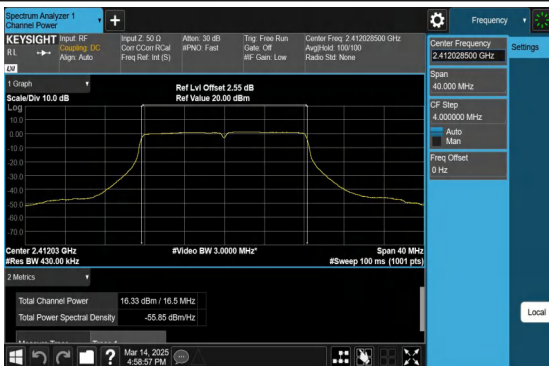 Spectrum Analyzer 1
Channel Power
Frequency
KEYSIGHT
RL
LXI
Input: RF
Coupling: DC
Align: Auto
Input Z: 50 Ω
Corr CCorr RCal
Freq Ref: Int (S)
Atten: 30 dB
#PNO: Fast
Trig: Free Run
Gate: Off
#IF Gain: Low
Center Freq: 2.412028500 GHz
Avg|Hold: 100/100
Radio Std: None
Center Frequency
2.412028500 GHz
Settings
Span
40.000 MHz
CF Step
4.000000 MHz
Auto
Man
Freq Offset
0 Hz
Local
1 Graph
Scale/Div 10.0 dB
Ref Lvl Offset 2.55 dB
Ref Value 20.00 dBm
Log
10.0
0.00
-10.0
-20.0
-30.0
-40.0
-50.0
-60.0
-70.0
Center 2.41203 GHz
#Video BW 3.0000 MHz*
Span 40 MHz
#Res BW 430.00 kHz
#Sweep 100 ms (1001 pts)
2 Metrics
Total Channel Power
16.33 dBm / 16.5 MHz
Total Power Spectral Density
-55.85 dBm/Hz
?
Mar 14, 2025
4:58:57 PM